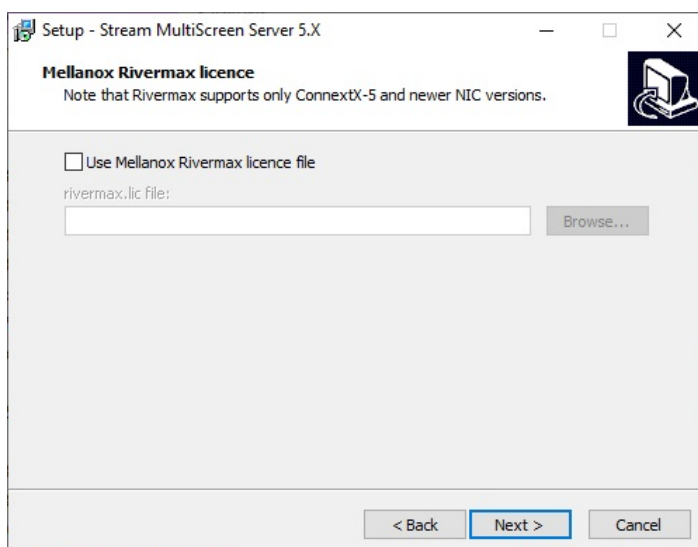 Setup - Stream MultiScreen Server 5.X
Mellanox Rivermax licence
Note that Rivermax supports only ConnextX-5 and newer NIC versions.
Use Mellanox Rivermax licence file
rivermax.lic file:
Browse...
< Back
Next >
Cancel